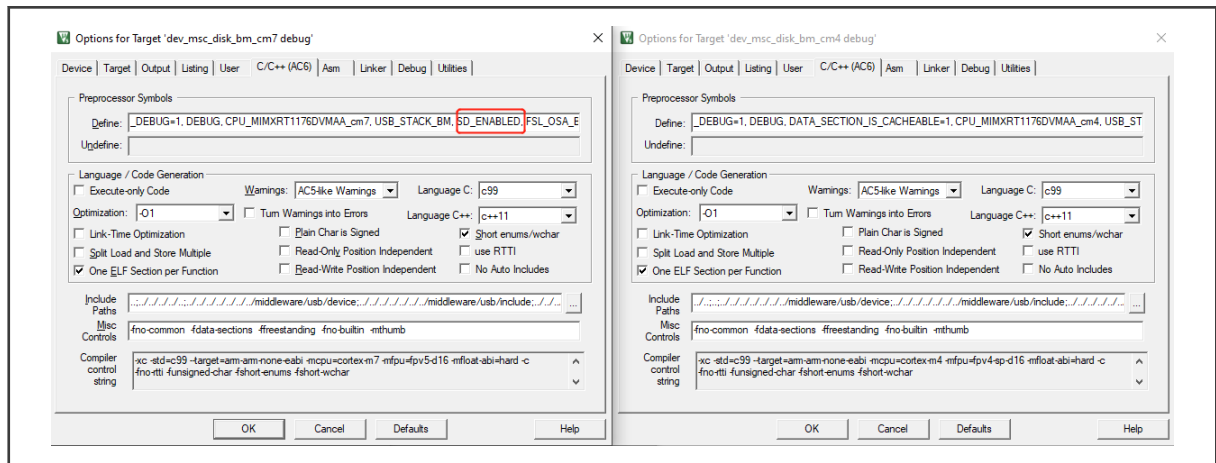 Options for Target 'dev_msc_disk_bm_cm7 debug'
Device | Target | Output | Listing | User | C/C++ (AC6) | Asm | Linker | Debug | Utilities
Preprocessor Symbols
Define: _DEBUG=1, DEBUG, CPU_MIMXRT1176DVMAA_cm7, USB_STACK_BM, SD_ENABLED, FSL_OSA_E
Undefine:
Language / Code Generation
Execute-only Code Warnings: AC5-like Warnings Language C: c99
Optimization: -O1 Turn Warnings into Errors Language C++: c++11
Link-Time Optimization Plain Char is Signed Short enums/wchar
Split Load and Store Multiple Read-Only Position Independent use RTTI
One ELF Section per Function Read-Write Position Independent No Auto Includes
Include Paths ..;../../../../..;../../../../../../../../middleware/usb/device;../../../../../../../../middleware/usb/include;../../.. ...
Misc Controls -fno-common -fdata-sections -ffreestanding -fno-builtin -mthumb
Compiler control string -xc -std=c99 --target=arm-arm-none-eabi -mcpu=cortex-m7 -mfpu=fpv5-d16 -mfloat-abi=hard -c
-fno-rtti -funsigned-char -fshort-enums -fshort-wchar
OK Cancel Defaults Help
Options for Target 'dev_msc_disk_bm_cm4 debug'
Device | Target | Output | Listing | User | C/C++ (AC6) | Asm | Linker | Debug | Utilities
Preprocessor Symbols
Define: _DEBUG=1, DEBUG, DATA_SECTION_IS_CACHEABLE=1, CPU_MIMXRT1176DVMAA_cm4, USB_ST
Undefine:
Language / Code Generation
Execute-only Code Warnings: AC5-like Warnings Language C: c99
Optimization: -O1 Turn Warnings into Errors Language C++: c++11
Link-Time Optimization Plain Char is Signed Short enums/wchar
Split Load and Store Multiple Read-Only Position Independent use RTTI
One ELF Section per Function Read-Write Position Independent No Auto Includes
Include Paths ../..;..;../../../../../../../../middleware/usb/device;../../../../../../../../middleware/usb/include;../../../../../.. ...
Misc Controls -fno-common -fdata-sections -ffreestanding -fno-builtin -mthumb
Compiler control string -xc -std=c99 --target=arm-arm-none-eabi -mcpu=cortex-m4 -mfpu=fpv4-sp-d16 -mfloat-abi=hard -c
-fno-rtti -funsigned-char -fshort-enums -fshort-wchar
OK Cancel Defaults Help